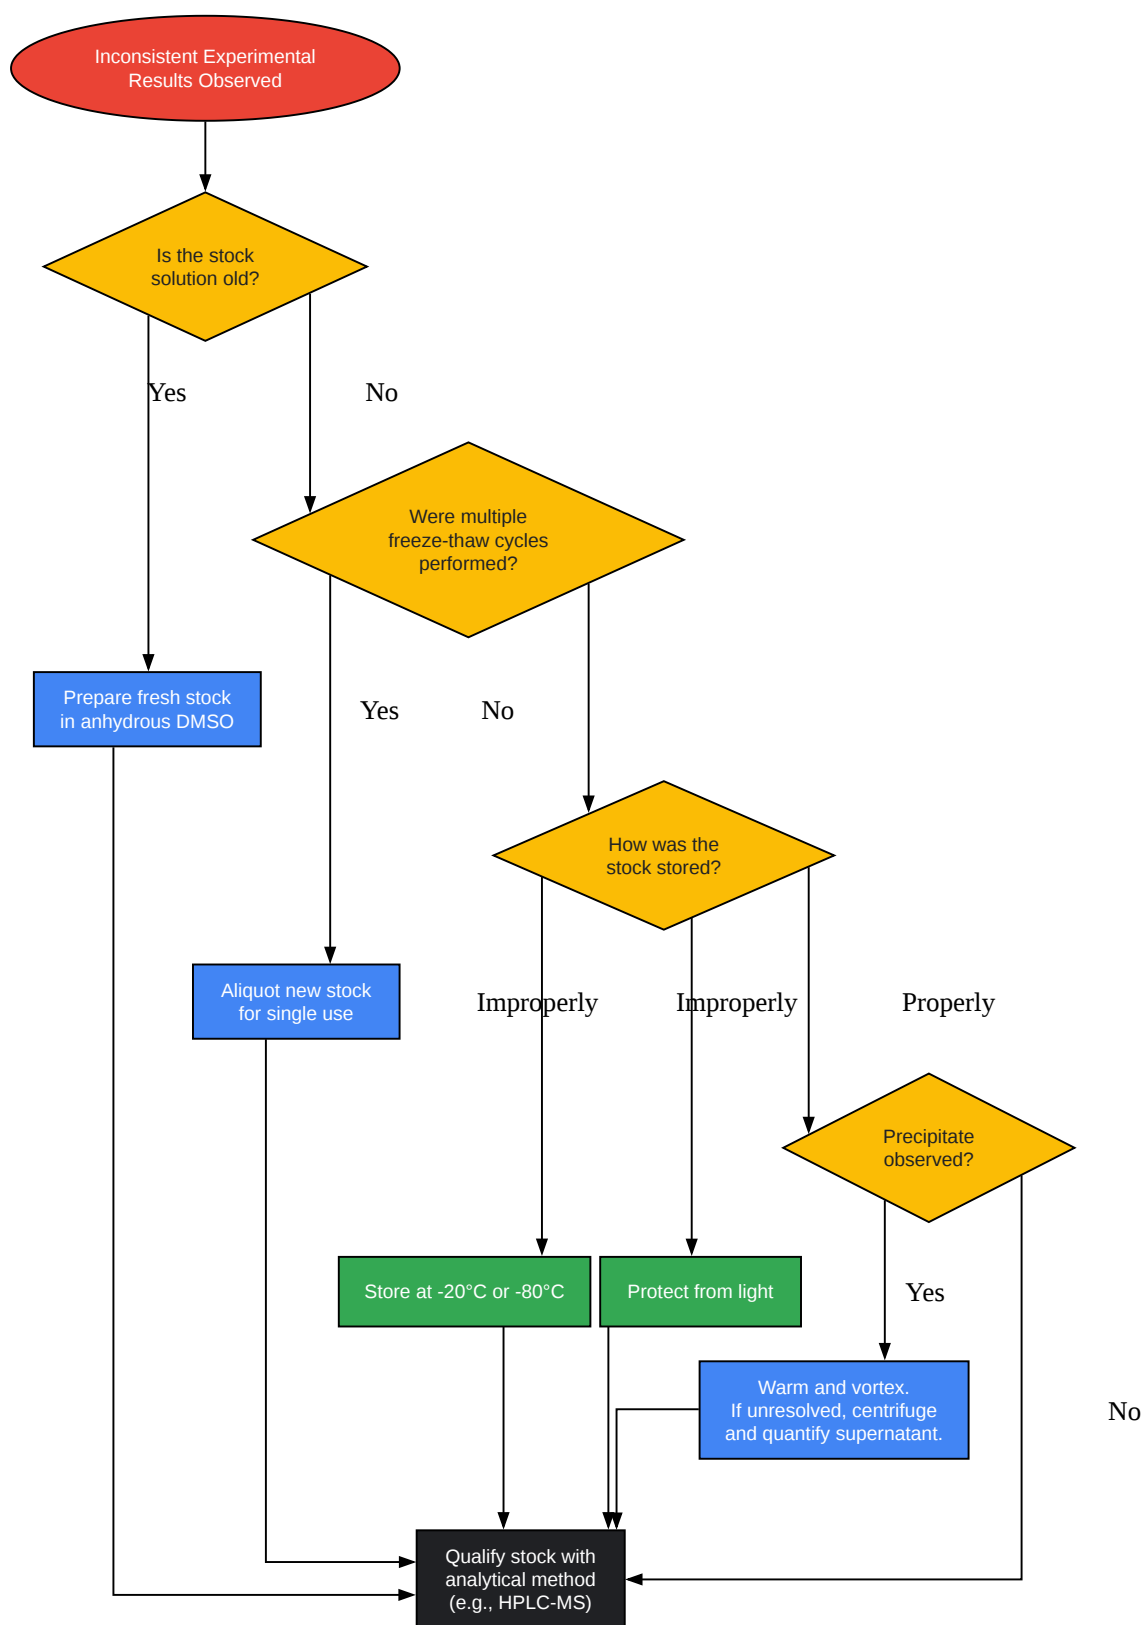 Inconsistent Experimental
Results Observed
Is the stock
solution old?
Yes
No
Were multiple
freeze-thaw cycles
performed?
Prepare fresh stock
in anhydrous DMSO
Yes
No
How was the
stock stored?
Aliquot new stock
for single use
Improperly
Improperly
Properly
Precipitate
observed?
Store at -20°C or -80°C
Protect from light
Yes
Warm and vortex.
If unresolved, centrifuge
and quantify supernatant.
No
Qualify stock with
analytical method
(e.g., HPLC-MS)